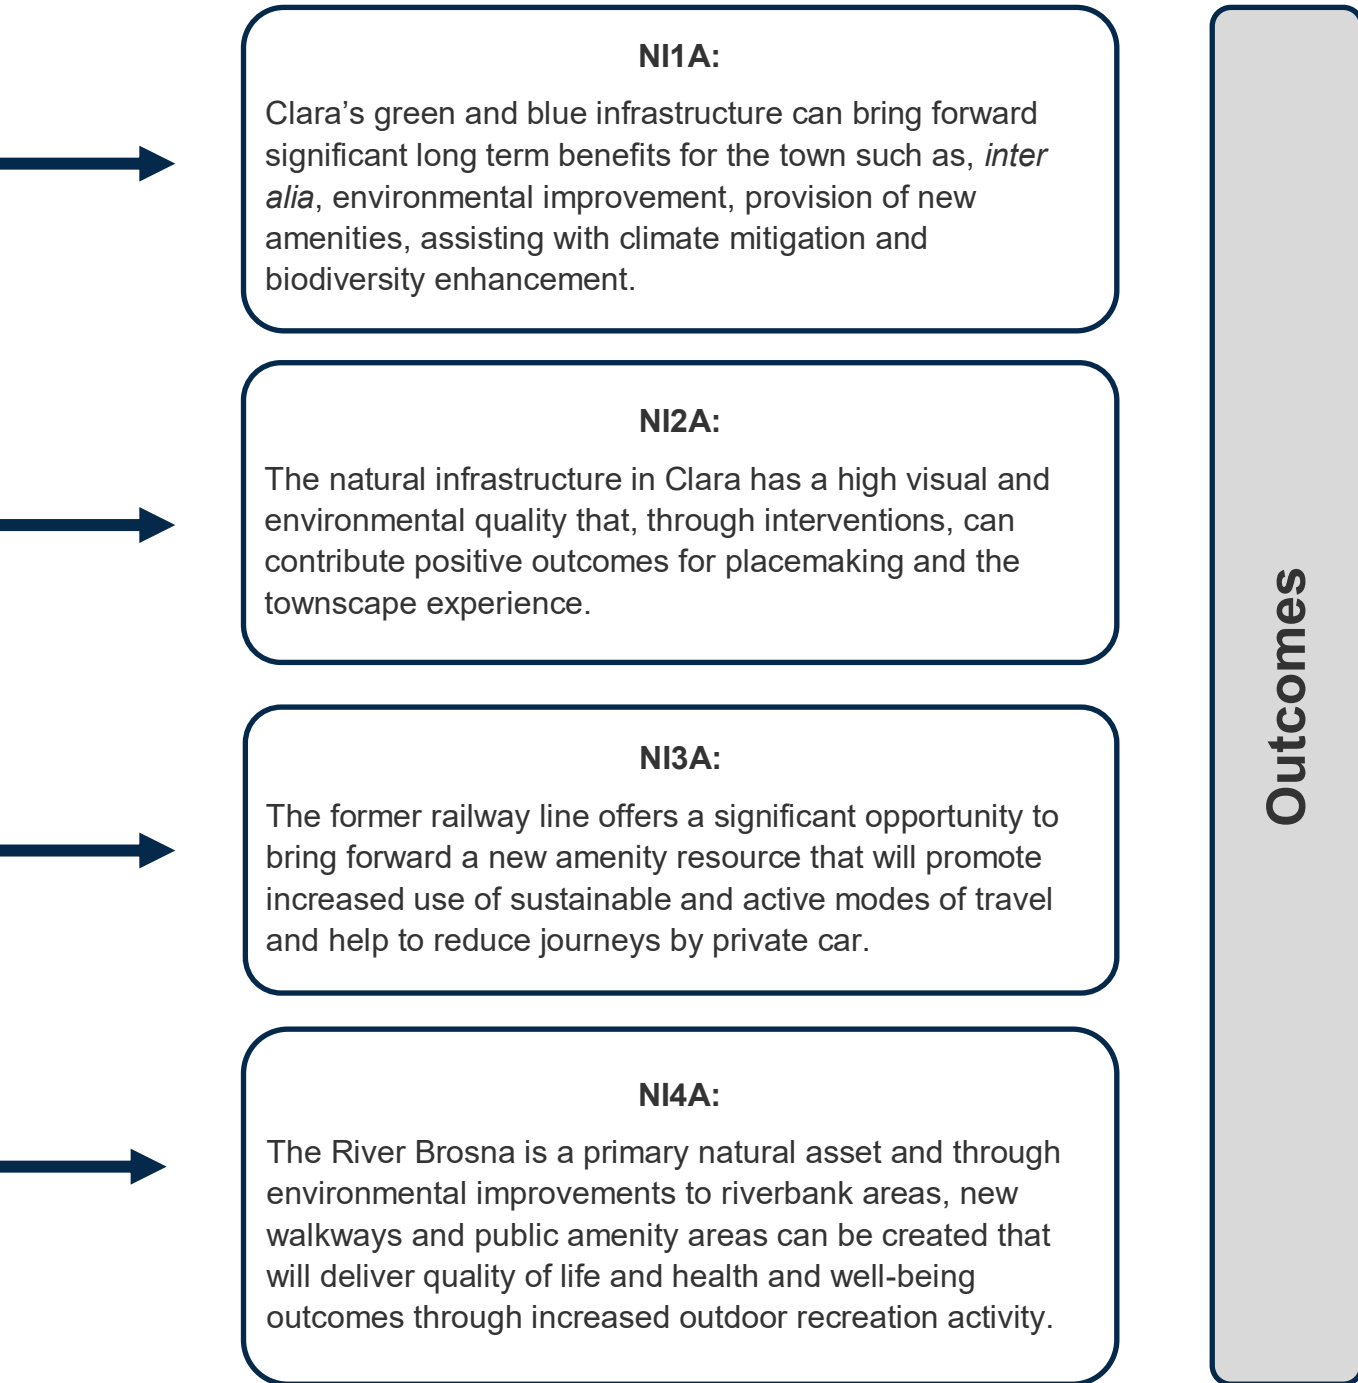 NI1A:
Clara’s green and blue infrastructure can bring forward
significant long term benefits for the town such as, inter
alia, environmental improvement, provision of new
amenities, assisting with climate mitigation and
biodiversity enhancement.
NI2A:
The natural infrastructure in Clara has a high visual and
environmental quality that, through interventions, can
contribute positive outcomes for placemaking and the
townscape experience.
NI3A:
The former railway line offers a significant opportunity to
bring forward a new amenity resource that will promote
increased use of sustainable and active modes of travel
and help to reduce journeys by private car.
NI4A:
The River Brosna is a primary natural asset and through
environmental improvements to riverbank areas, new
walkways and public amenity areas can be created that
will deliver quality of life and health and well-being
outcomes through increased outdoor recreation activity.
Outcomes